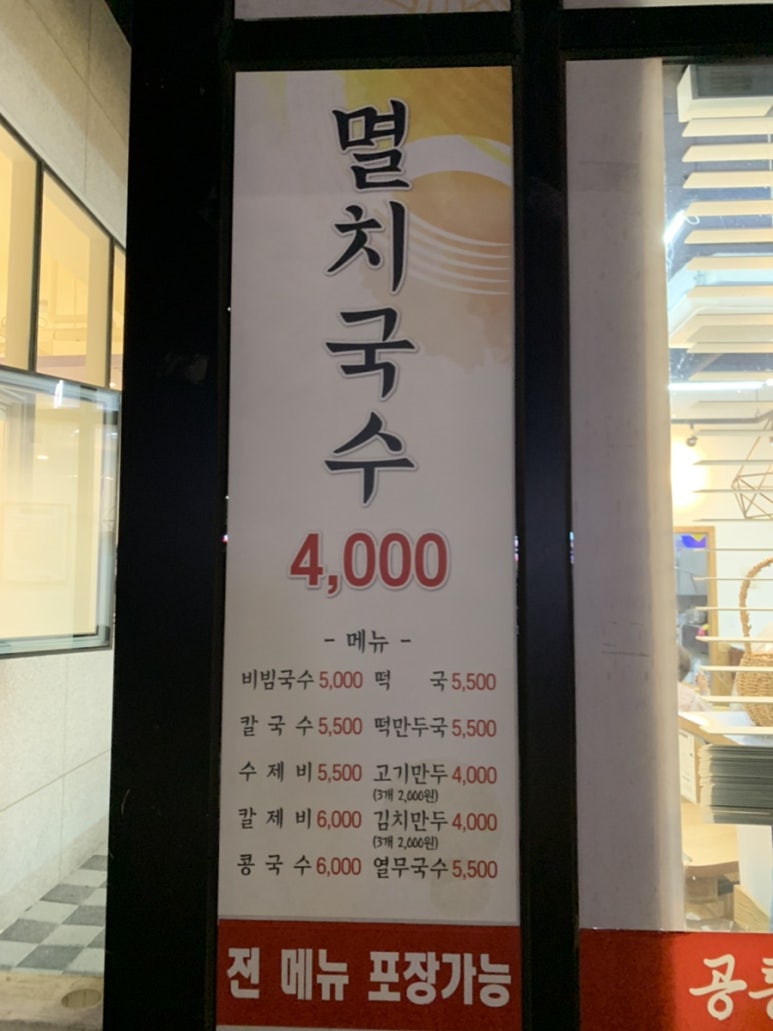 멸치국수
4,000
- 메뉴 -
비빔국수 5,000 떡 국 5,500
칼 국 수 5,500 떡만두국 5,500
수 제 비 5,500 고기만두 4,000
(3개 2,000원)
칼 제 비 6,000 김치만두 4,000
(3개 2,000원)
콩 국 수 6,000 열무국수 5,500
전 메뉴 포장가능